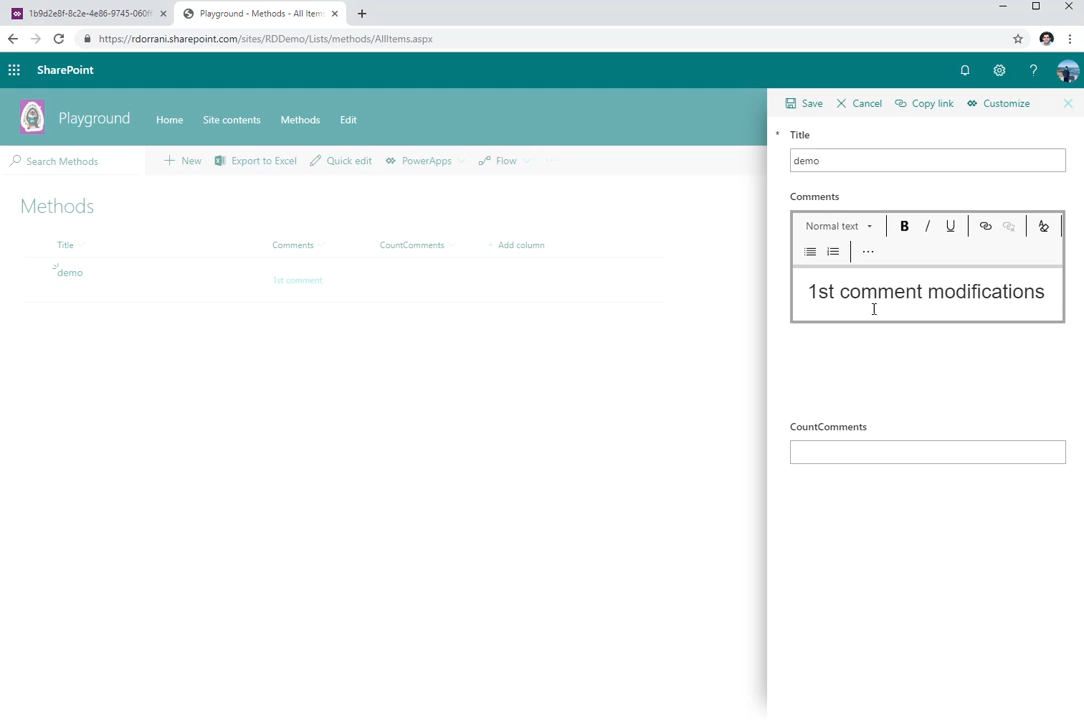 1b9d2e8f-8c2e-4e86-9745-060f
Playground - Methods - All Items
https://rdorrani.sharepoint.com/sites/RDDemo/Lists/methods/AllItems.aspx
SharePoint
Playground
Home
Site contents
Methods
Edit
Save
Cancel
Copy link
Customize
Search Methods
New
Export to Excel
Quick edit
PowerApps
Flow
Methods
Title
Comments
CountComments
Add column
demo
1st comment
* Title
demo
Comments
Normal text
B
I
U
1st comment modifications
CountComments